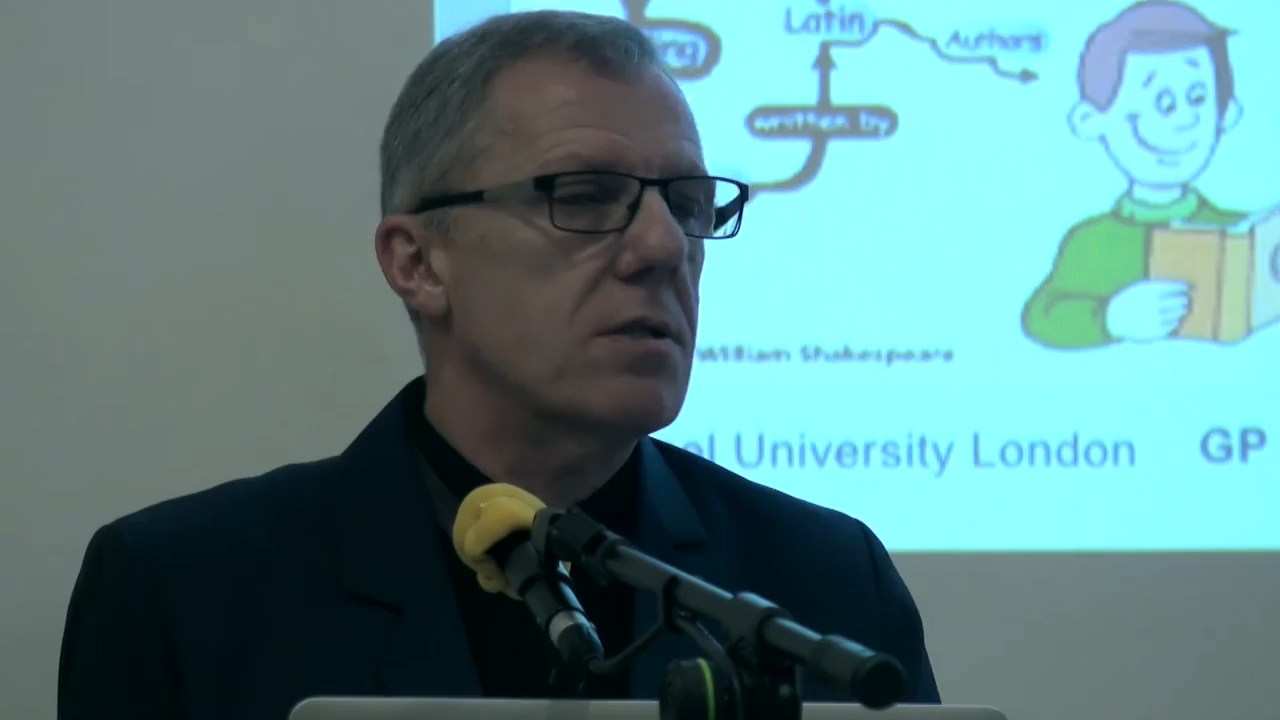 Latin
Authors
written by
William Shakespeare
University London GP